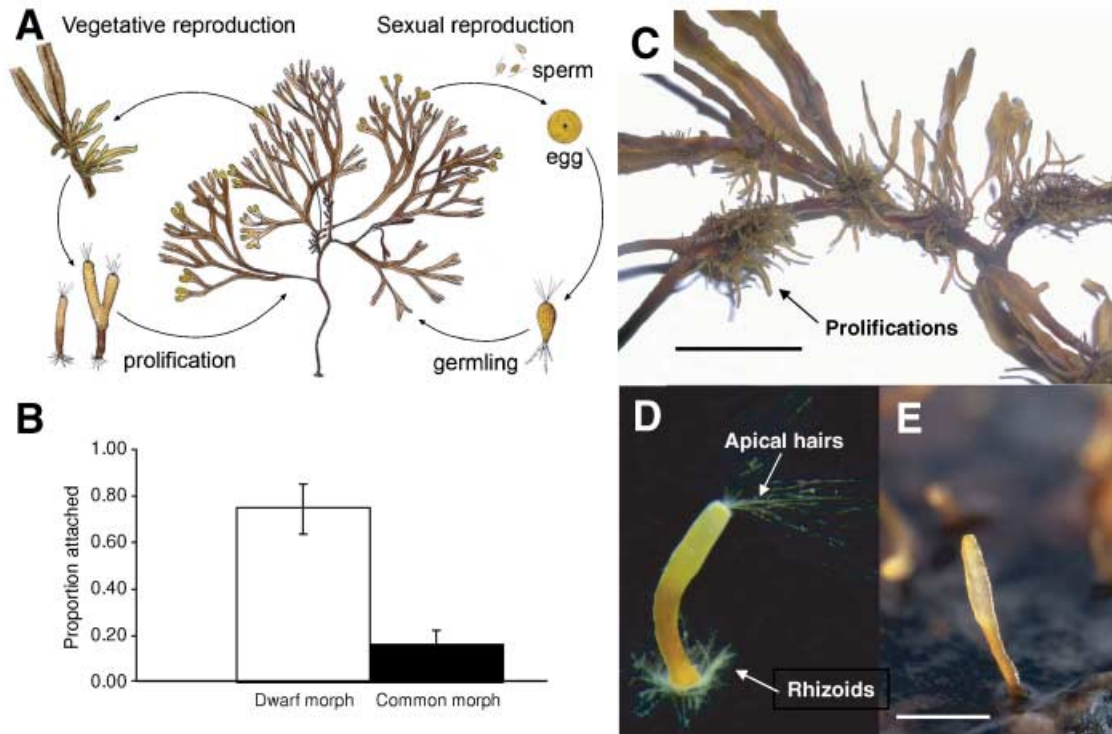 A
Vegetative reproduction
Sexual reproduction
sperm
egg
prolification
germling
B
Proportion attached
1.00
0.80
0.60
0.40
0.20
0.00
Dwarf morph
Common morph
C
Prolifications
D
Apical hairs
Rhizoids
E